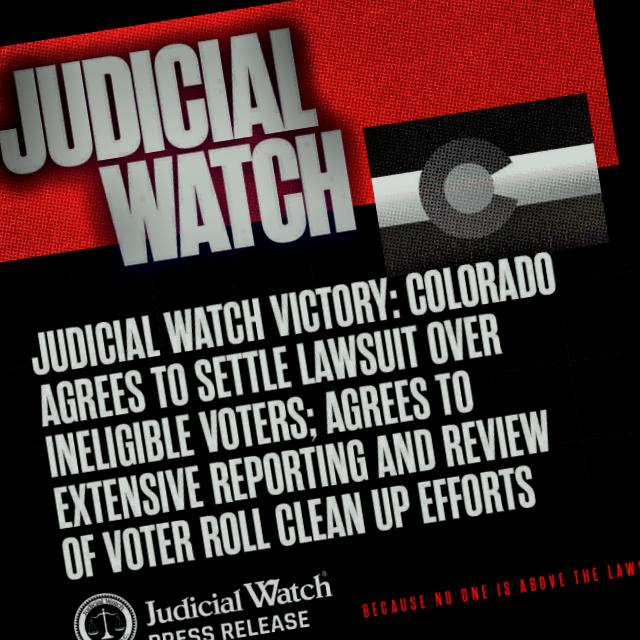 JUDICIAL
WATCH
JUDICIAL WATCH VICTORY: COLORADO
AGREES TO SETTLE LAWSUIT OVER
INELIGIBLE VOTERS; AGREES TO
EXTENSIVE REPORTING AND REVIEW
OF VOTER ROLL CLEAN UP EFFORTS
Judicial Watch®
PRESS RELEASE
BECAUSE NO ONE IS ABOVE THE LAW